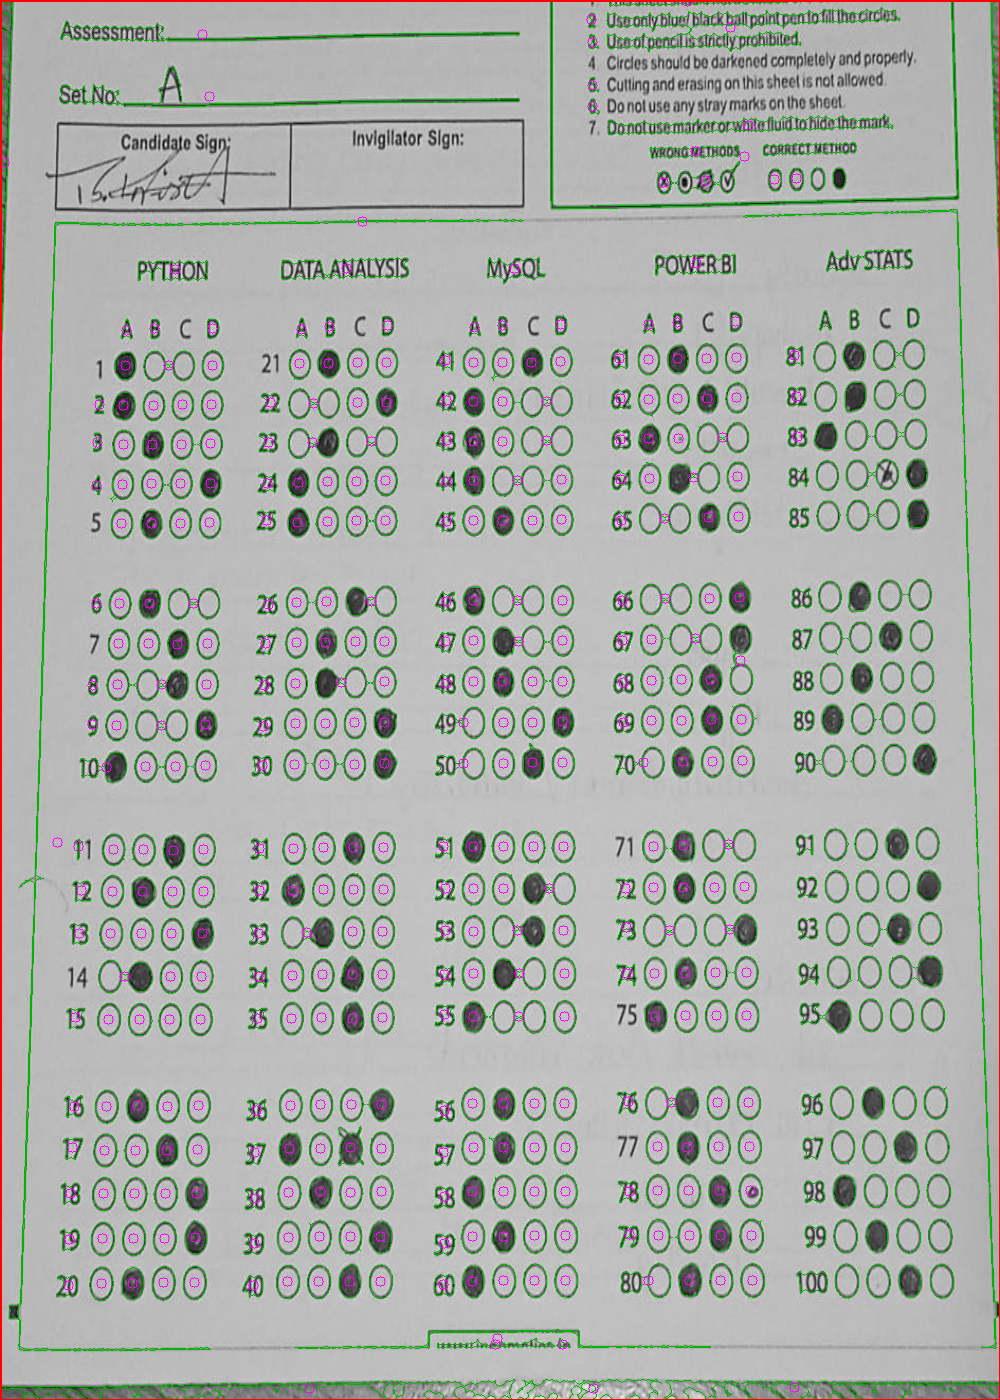 Assessment:
Set No: A
Candidate Sign:
Invigilator Sign:
2 Use only blue/ black ball point pen to fill the circles.
3. Use of pencil is strictly prohibited.
4 Circles should be darkened completely and properly.
5. Cutting and erasing on this sheet is not allowed.
6. Do not use any stray marks on the sheet.
7. Do not use marker or white fluid to hide the mark.
WRONG METHODS CORRECT METHOD
PYTHON DATA ANALYSIS MySQL POWER BI Adv STATS
A B C D A B C D A B C D A B C D A B C D
1 21 41 61 81
2 22 42 62 82
3 23 43 63 83
4 24 44 64 84
5 25 45 65 85
6 26 46 66 86
7 27 47 67 87
8 28 48 68 88
9 29 49 69 89
10 30 50 70 90
11 31 51 71 91
12 32 52 72 92
13 33 53 73 93
14 34 54 74 94
15 35 55 75 95
16 36 56 76 96
17 37 57 77 97
18 38 58 78 98
19 39 59 79 99
20 40 60 80 100